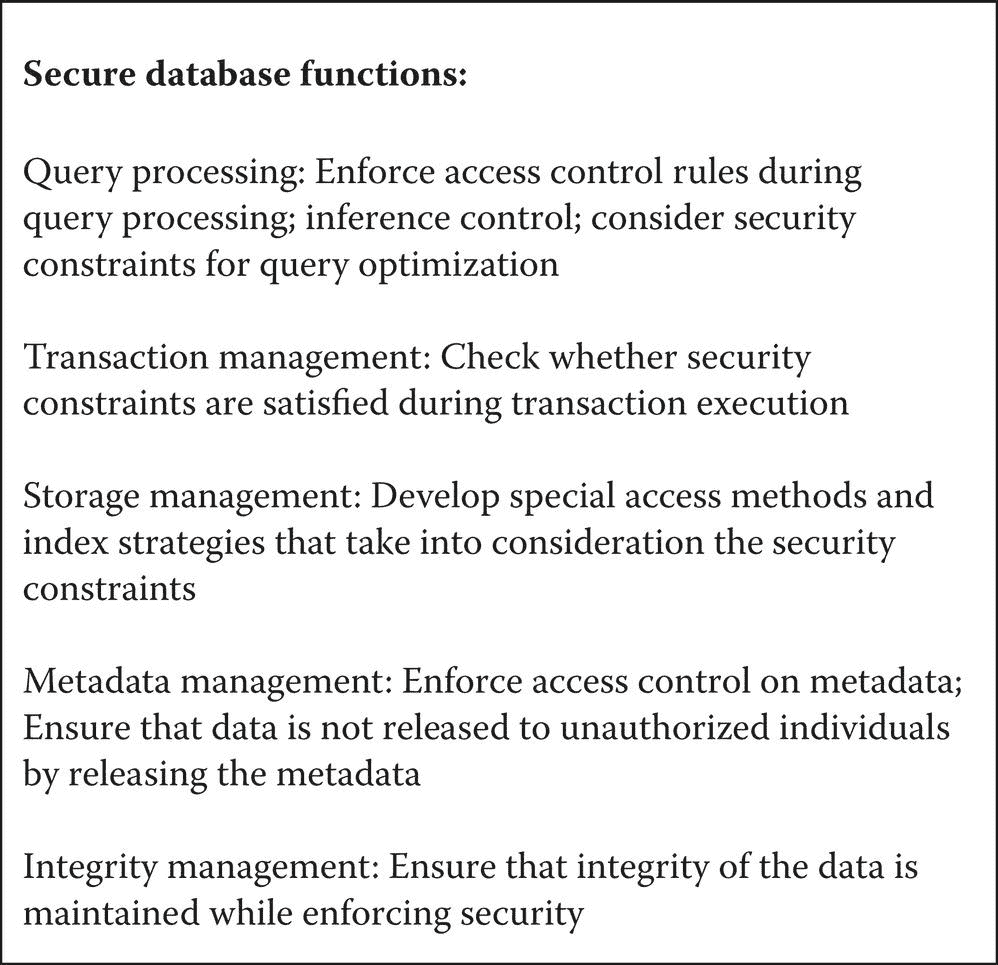 Secure database functions:
Query processing: Enforce access control rules during
query processing; inference control; consider security
constraints for query optimization
Transaction management: Check whether security
constraints are satisfied during transaction execution
Storage management: Develop special access methods and
index strategies that take into consideration the security
constraints
Metadata management: Enforce access control on metadata;
Ensure that data is not released to unauthorized individuals
by releasing the metadata
Integrity management: Ensure that integrity of the data is
maintained while enforcing security